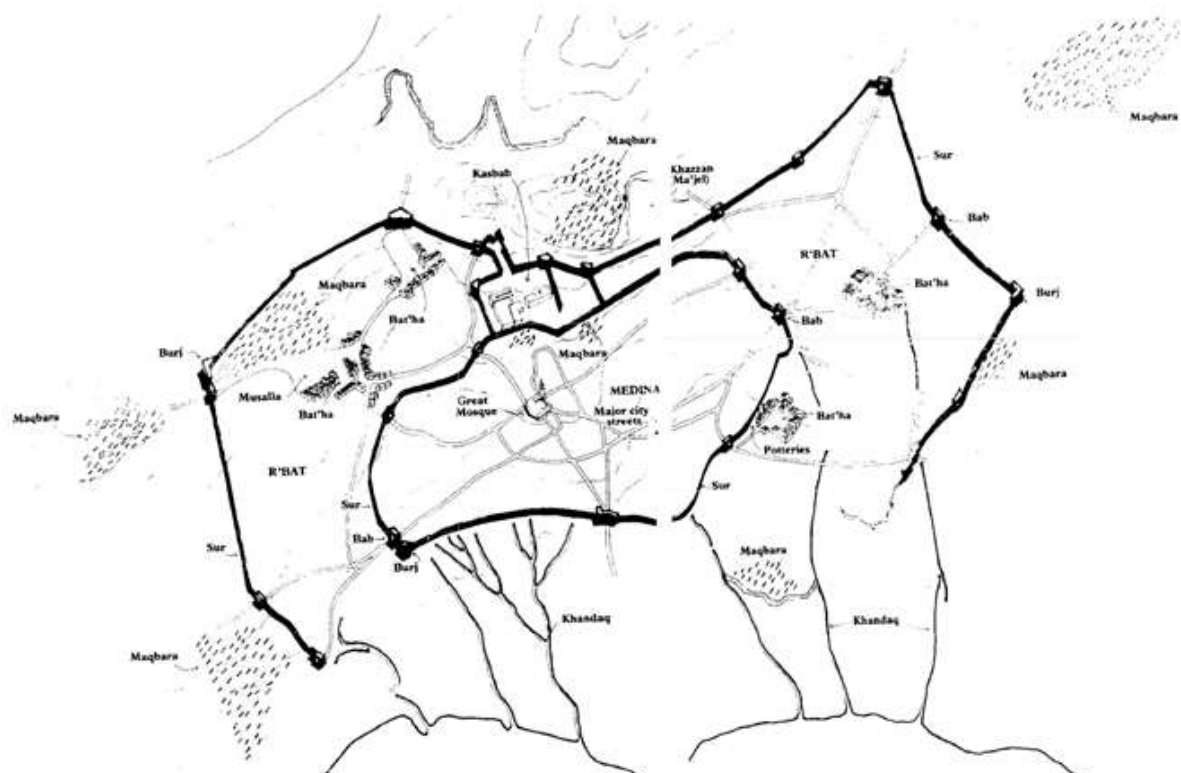 Maqbara
Maqbara
Kasbah
Khazzan
Ma'jel)
Sur
Bab
R'BAT
Maqbara
Bat'ha
Burj
Bat'ha
Bab
Burj
Maqbara
Maqbara
Musalla
Great
Mosque
MEDINA
Major city
streets
Bat'ha
Maqbara
Bat'ha
Potteries
R'BAT
Sur
Sur
Bab
Burj
Sur
Maqbara
Khandaq
Khandaq
Maqbara